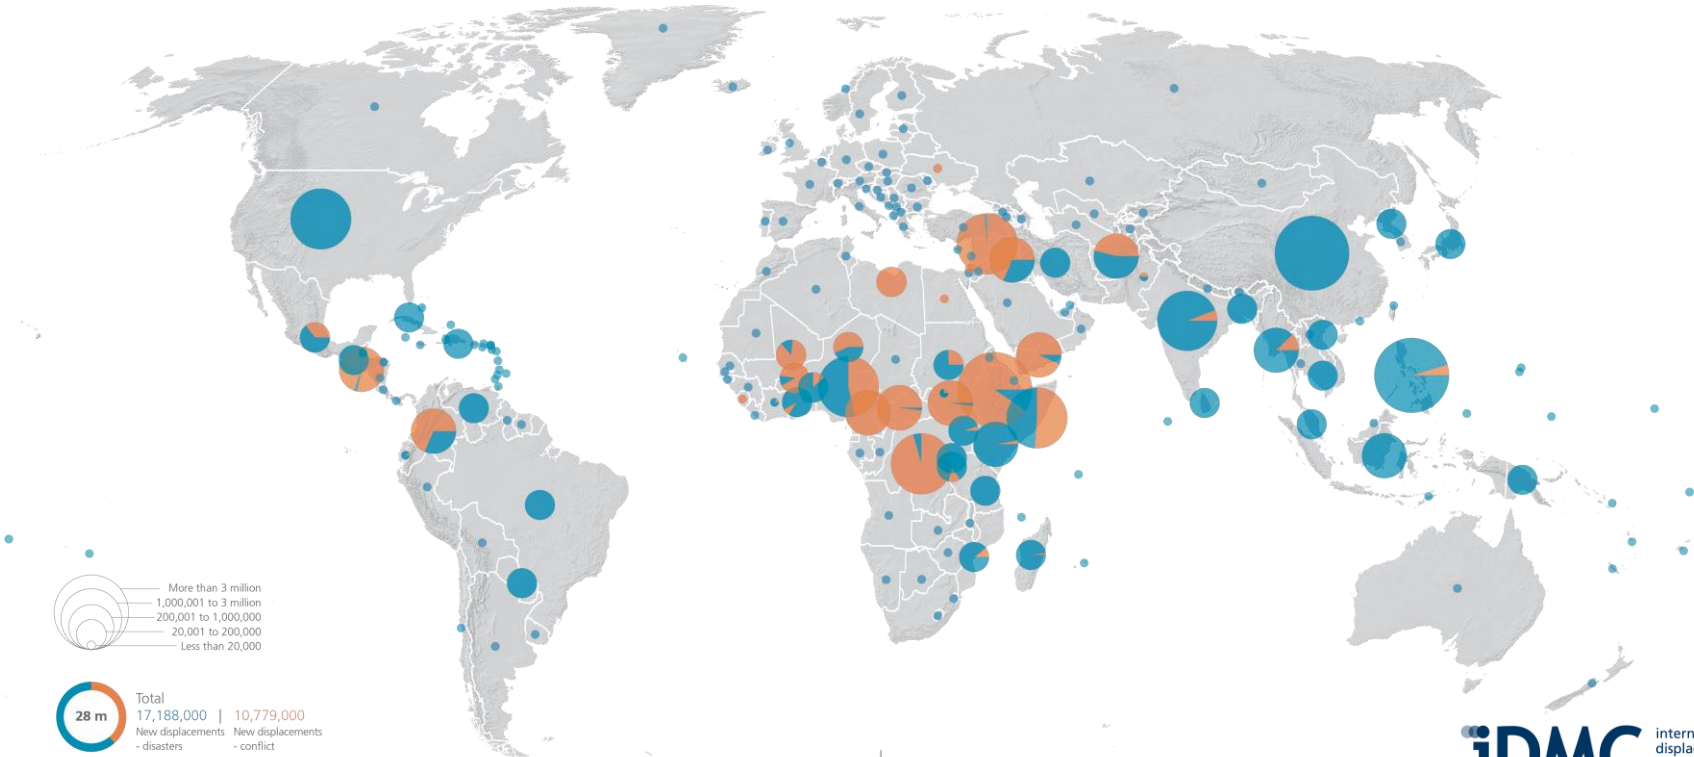 More than 3 million
1,000,001 to 3 million
200,001 to 1,000,000
20,001 to 200,000
Less than 20,000
28 m
Total
17,188,000 | 10,779,000
New displacements New displacements
- disasters - conflict
iDMC
intern
displac